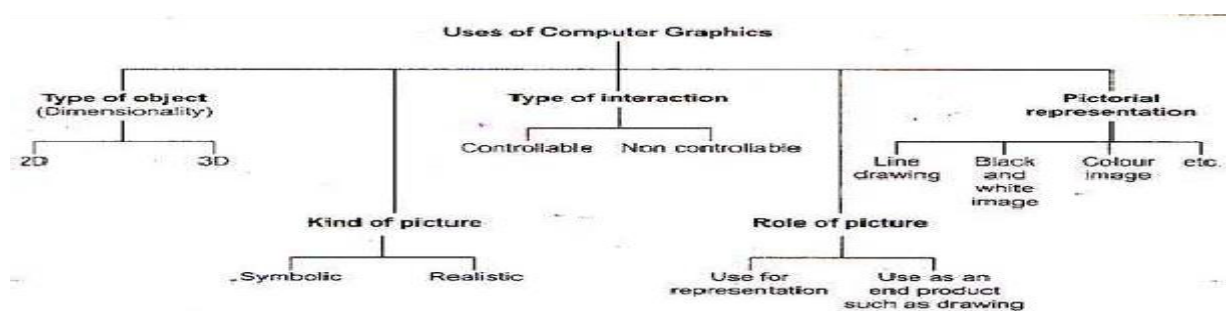 Uses of Computer Graphics
Type of object
(Dimensionality)
2D
3D
Type of interaction
Controllable
Non controllable
Pictorial
representation
Line
drawing
Black
and
white
image
Colour
image
etc.
Kind of picture
Symbolic
Realistic
Role of picture
Use for
representation
Use as an
end product
such as drawing